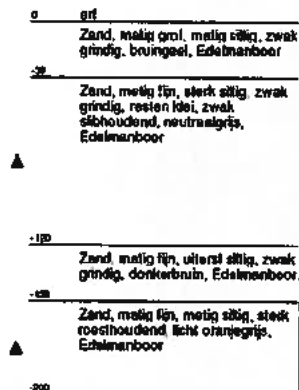 0 grf
Zand, matig grof, matig siltig, zwak
grindig, bruingeel, Edelmanboor
Zand, matig fijn, sterk siltig, zwak
grindig, resten klei, zwak
slibhoudend, neutraalgrijs,
Edelmanboor
Zand, matig fijn, uiterst siltig, zwak
grindig, donkerbruin, Edelmanboor
Zand, matig fijn, matig siltig, sterk
roesthoudend, licht oranjegrijs,
Edelmanboor
-200